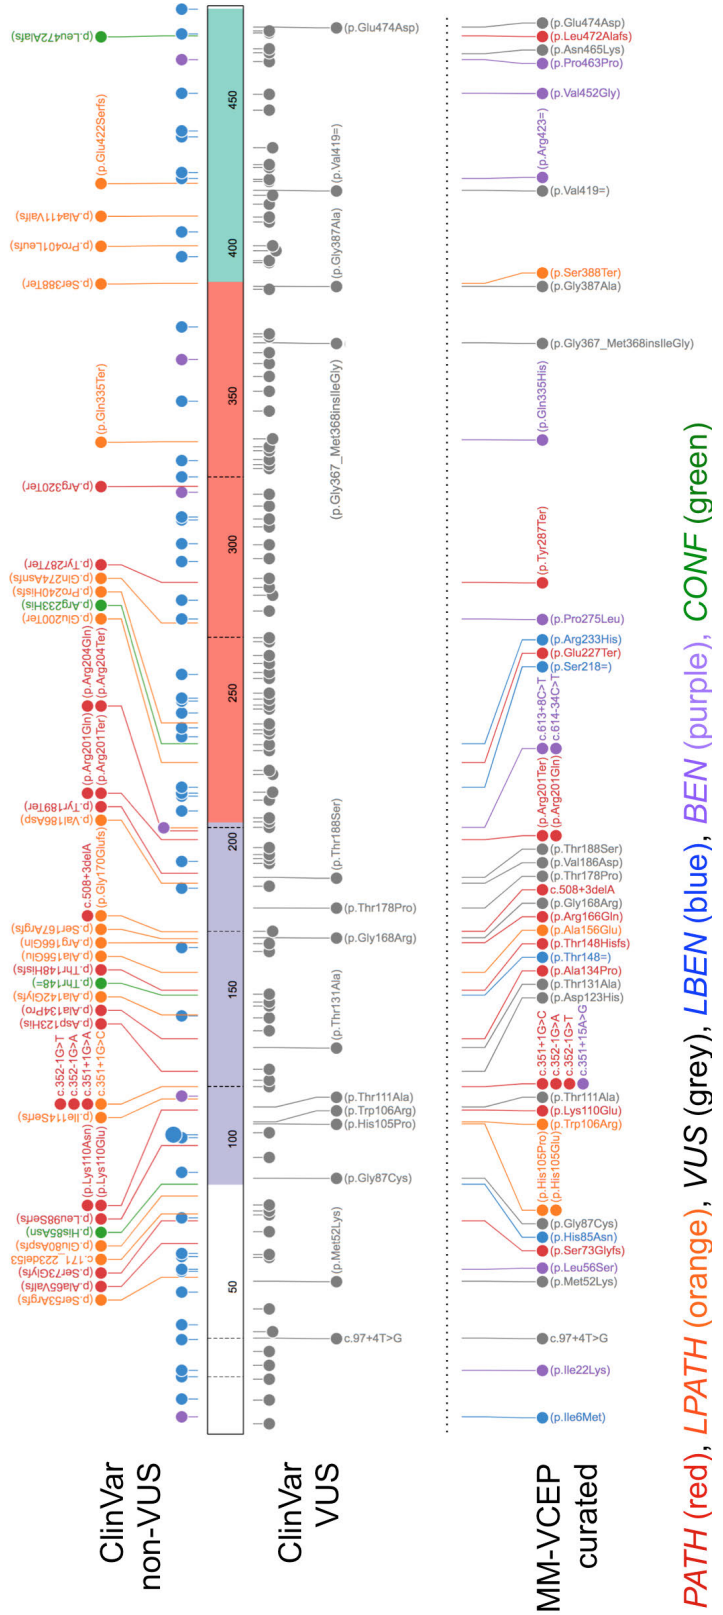 ClinVar
non-VUS
(p.Leu472Alafs)
(p.Glu422Serfs)
(p.Ala411Valfs)
(p.Pro401Leufs)
(p.Ser388Ter)
(p.Gln335Ter)
(p.Arg320Ter)
(p.Tyr287Ter)
(p.Gln274Asnfs)
(p.Pro240Hisfs)
(p.Arg233His)
(p.Glu200Ter)
(p.Arg204Gln)
(p.Arg204Ter)
(p.Arg201Gln)
(p.Arg201Ter)
(p.Tyr189Ter)
(p.Val186Asp)
c.508+3delA
(p.Gly170Glufs)
(p.Ser167Argfs)
(p.Arg166Gln)
(p.Ala156Glu)
(p.Thr148Hisfs)
(p.Thr148=)
(p.Ala142Glyfs)
(p.Ala134Pro)
(p.Asp123His)
c.352-1G>T
c.352-1G>A
c.351+1G>A
c.351+1G>C
(p.Ile114Serfs)
(p.Lys110Asn)
(p.Lys110Glu)
(p.Leu98Serfs)
(p.His85Asn)
(p.Glu80Aspfs)
c.171_223del53
(p.Ser73Glyfs)
(p.Ala65Valfs)
(p.Ser53Argfs)
450
400
350
300
250
200
150
100
50
ClinVar
VUS
(p.Glu474Asp)
(p.Val419=)
(p.Gly387Ala)
(p.Gly367_Met368insIleGly)
(p.Thr188Ser)
(p.Thr178Pro)
(p.Gly168Arg)
(p.Thr131Ala)
(p.Thr111Ala)
(p.Trp106Arg)
(p.His105Pro)
(p.Gly87Cys)
(p.Met52Lys)
c.97+4T>G
MM-VCEP
curated
(p.Glu474Asp)
(p.Leu472Alafs)
(p.Asn465Lys)
(p.Pro463Pro)
(p.Val452Gly)
(p.Arg423=)
(p.Val419=)
(p.Ser388Ter)
(p.Gly387Ala)
(p.Gly367_Met368insIleGly)
(p.Gln335His)
(p.Tyr287Ter)
(p.Pro275Leu)
(p.Arg233His)
(p.Glu227Ter)
(p.Ser218=)
c.613+8C>T
c.614-34C>T
(p.Arg201Ter)
(p.Arg201Gln)
(p.Thr188Ser)
(p.Val186Asp)
(p.Thr178Pro)
c.508+3delA
(p.Gly168Arg)
(p.Arg166Gln)
(p.Ala156Glu)
(p.Thr148Hisfs)
(p.Thr148=)
(p.Ala134Pro)
(p.Thr131Ala)
(p.Asp123His)
c.351+1G>C
c.352-1G>A
c.352-1G>T
c.351+15A>G
(p.Thr111Ala)
(p.Lys110Glu)
(p.Trp106Arg)
(p.His105Pro)
(p.His105Glu)
(p.Gly87Cys)
(p.His85Asn)
(p.Ser73Glyfs)
(p.Leu56Ser)
(p.Met52Lys)
c.97+4T>G
(p.Ile22Lys)
(p.Ile6Met)
PATH (red), LPATH (orange), VUS (grey), LBEN (blue), BEN (purple), CONF (green)